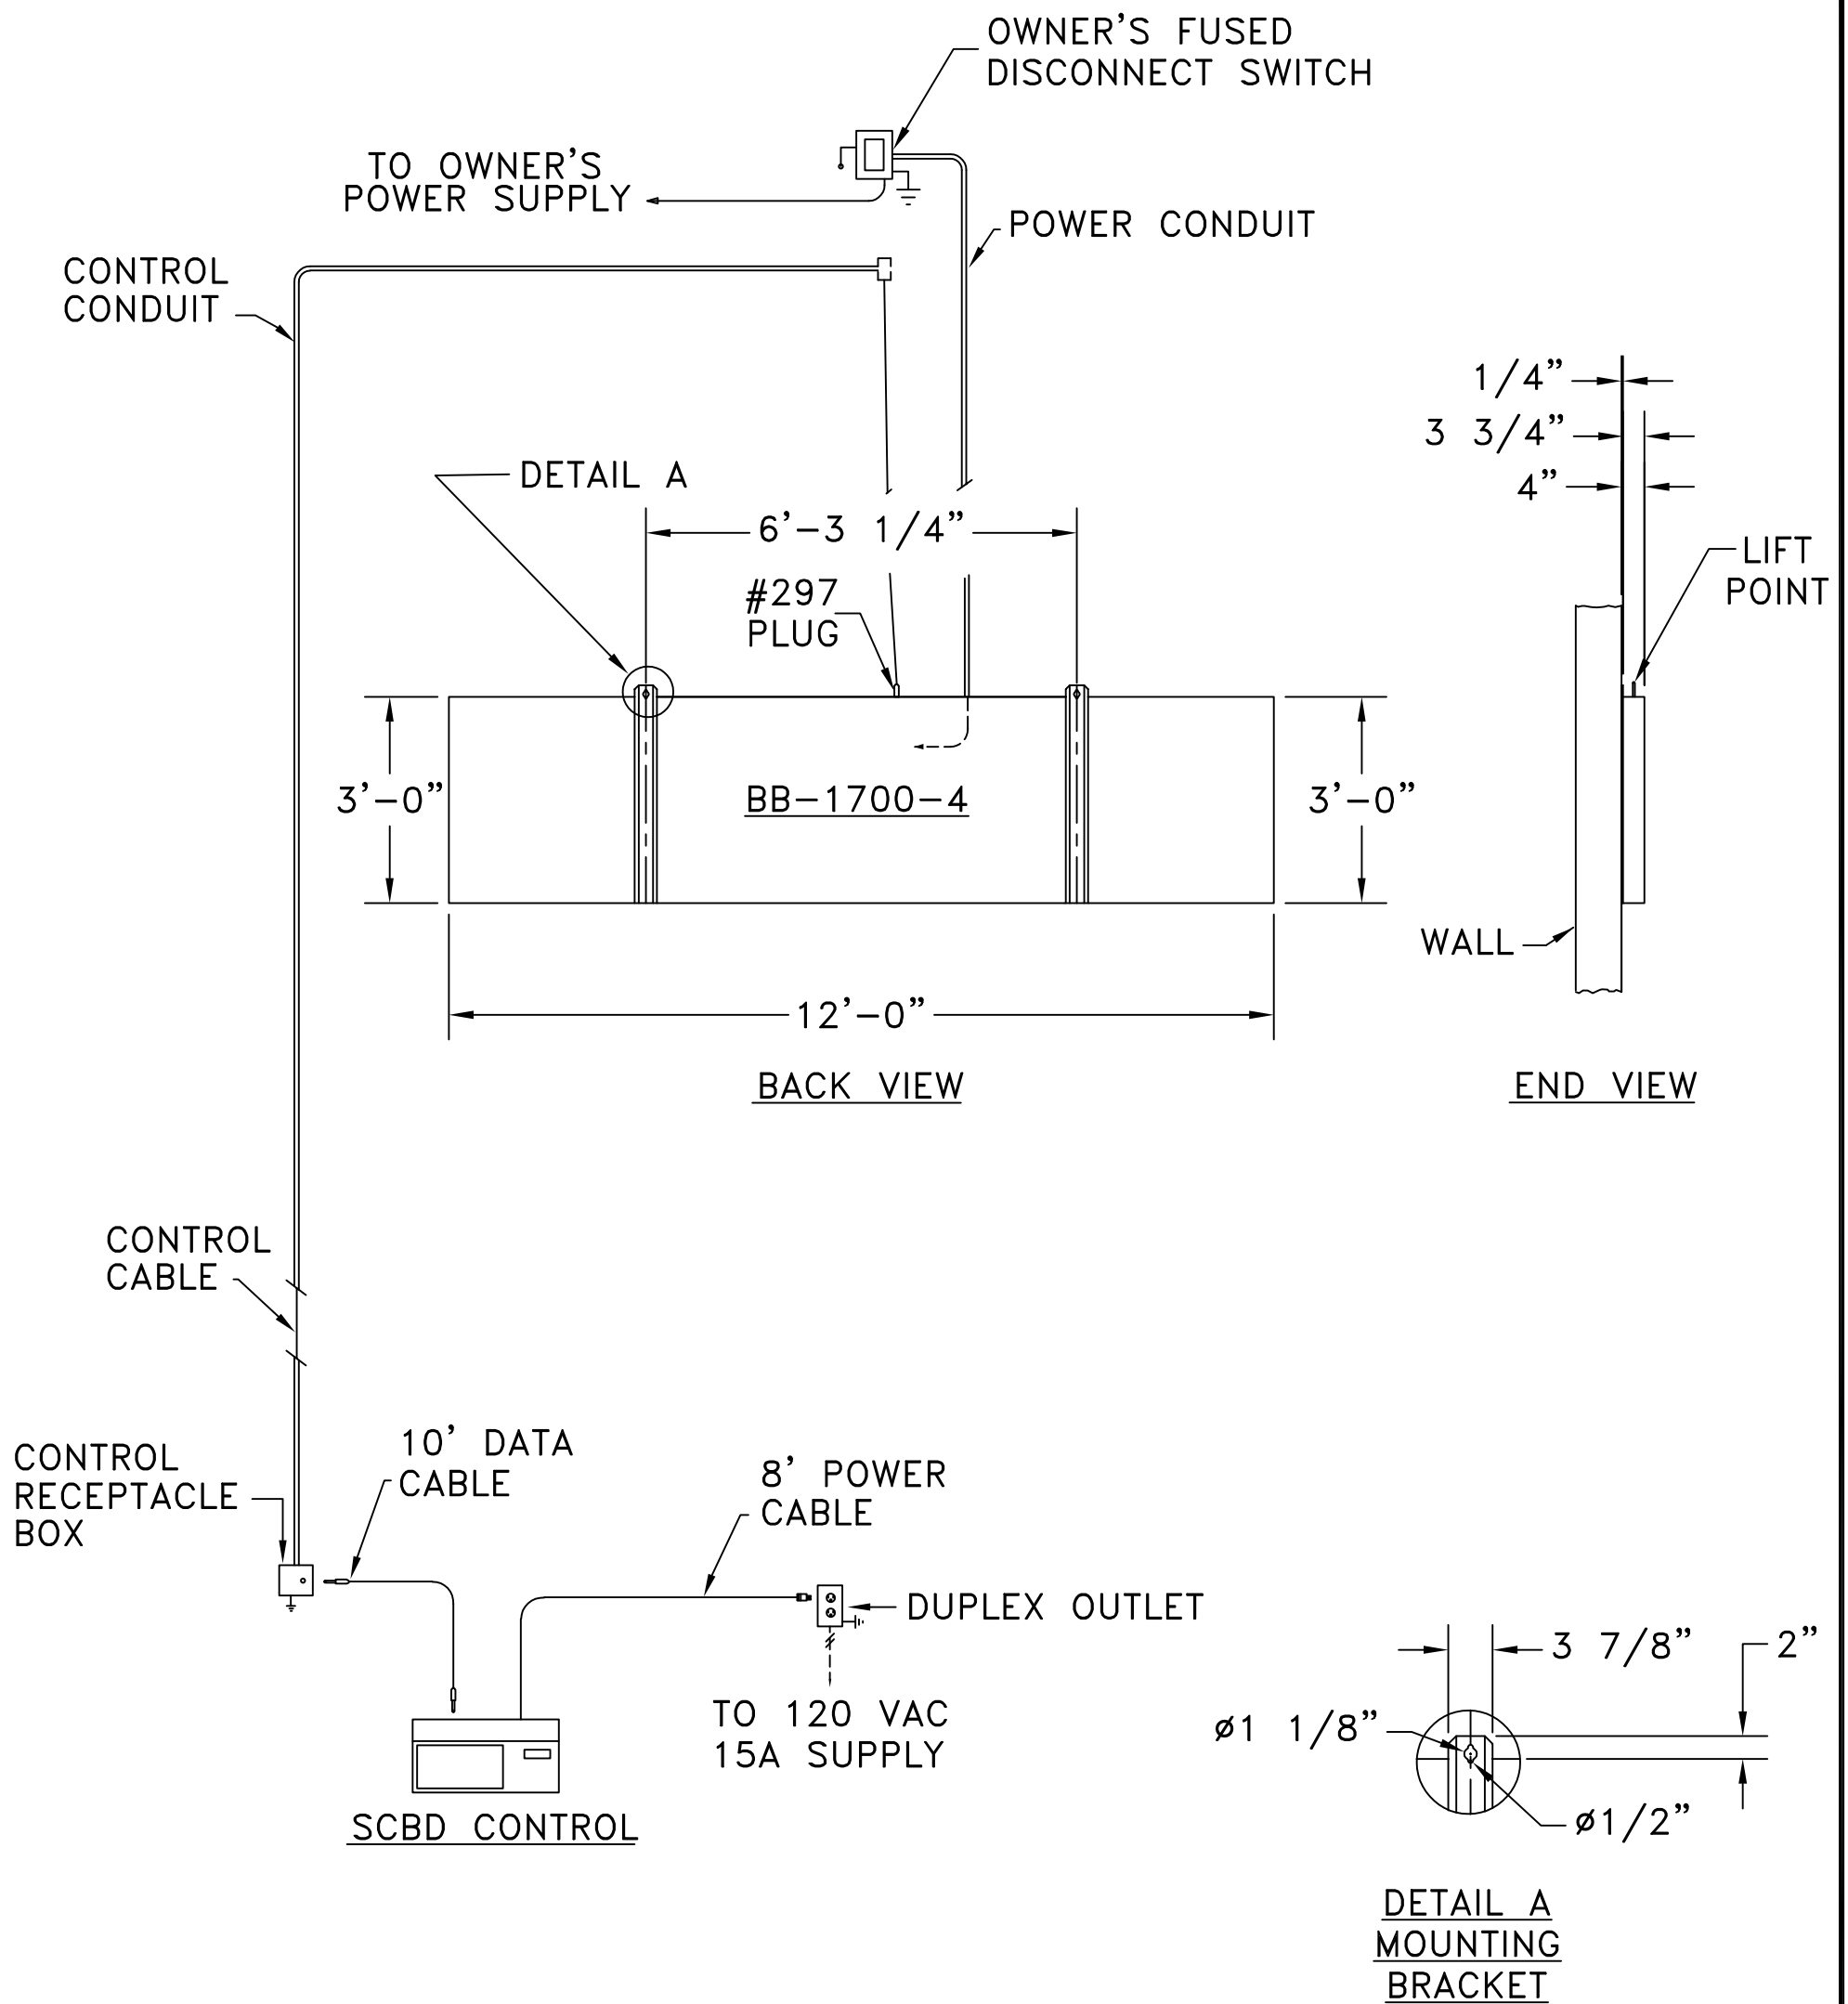 OWNER'S FUSED
DISCONNECT SWITCH
TO OWNER'S
POWER SUPPLY
POWER CONDUIT
CONTROL
CONDUIT
1/4"
3 3/4"
4"
DETAIL A
6'-3 1/4"
LIFT
POINT
#297
PLUG
3'-0"
BB-1700-4
3'-0"
WALL
12'-0"
BACK VIEW
END VIEW
CONTROL
CABLE
10' DATA
CABLE
CONTROL
RECEPTACLE
BOX
8' POWER
CABLE
DUPLEX OUTLET
3 7/8"
2"
TO 120 VAC
15A SUPPLY
ø1 1/8"
ø1/2"
SCBD CONTROL
DETAIL A
MOUNTING
BRACKET